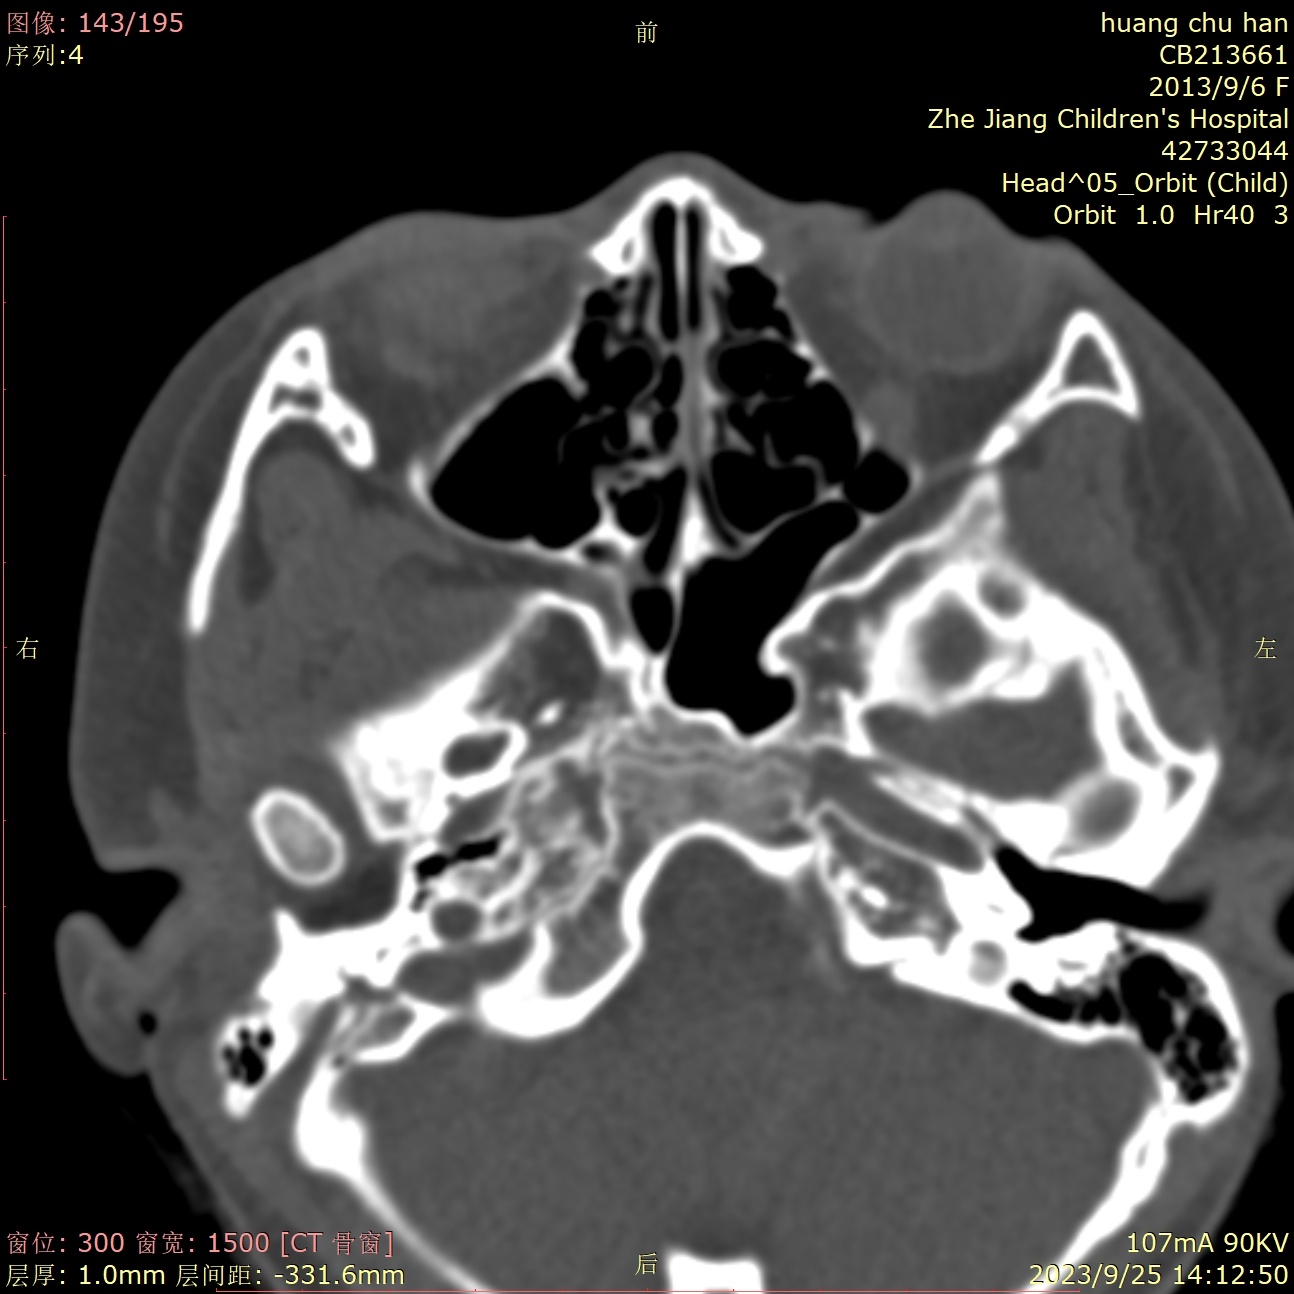 图像: 143/195
序列:4
前
huang chu han
CB213661
2013/9/6 F
Zhe Jiang Children's Hospital
42733044
Head^05_Orbit (Child)
Orbit 1.0 Hr40 3
右
左
窗位: 300 窗宽: 1500 [CT 骨窗]
层厚: 1.0mm 层间距: -331.6mm
后
107mA 90KV
2023/9/25 14:12:50